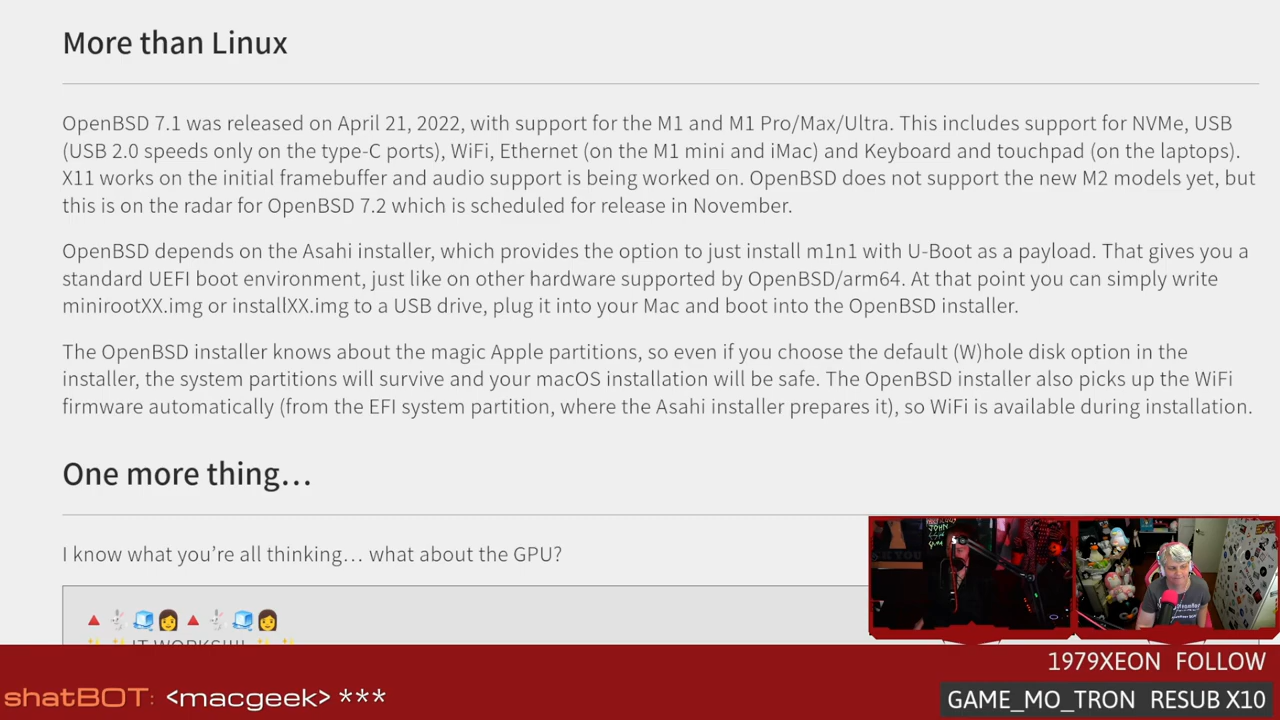 More than Linux
OpenBSD 7.1 was released on April 21, 2022, with support for the M1 and M1 Pro/Max/Ultra. This includes support for NVMe, USB
(USB 2.0 speeds only on the type-C ports), WiFi, Ethernet (on the M1 mini and iMac) and Keyboard and touchpad (on the laptops).
X11 works on the initial framebuffer and audio support is being worked on. OpenBSD does not support the new M2 models yet, but
this is on the radar for OpenBSD 7.2 which is scheduled for release in November.
OpenBSD depends on the Asahi installer, which provides the option to just install m1n1 with U-Boot as a payload. That gives you a
standard UEFI boot environment, just like on other hardware supported by OpenBSD/arm64. At that point you can simply write
minirootXX.img or installXX.img to a USB drive, plug it into your Mac and boot into the OpenBSD installer.
The OpenBSD installer knows about the magic Apple partitions, so even if you choose the default (W)hole disk option in the
installer, the system partitions will survive and your macOS installation will be safe. The OpenBSD installer also picks up the WiFi
firmware automatically (from the EFI system partition, where the Asahi installer prepares it), so WiFi is available during installation.
One more thing…
I know what you're all thinking… what about the GPU?
🔺🐇🧊👩🔺🐇🧊👩
✨✨IT WORKS!!!!✨✨
1979XEON FOLLOW
shatBOT: <macgeek> ***
GAME_MO_TRON RESUB X10